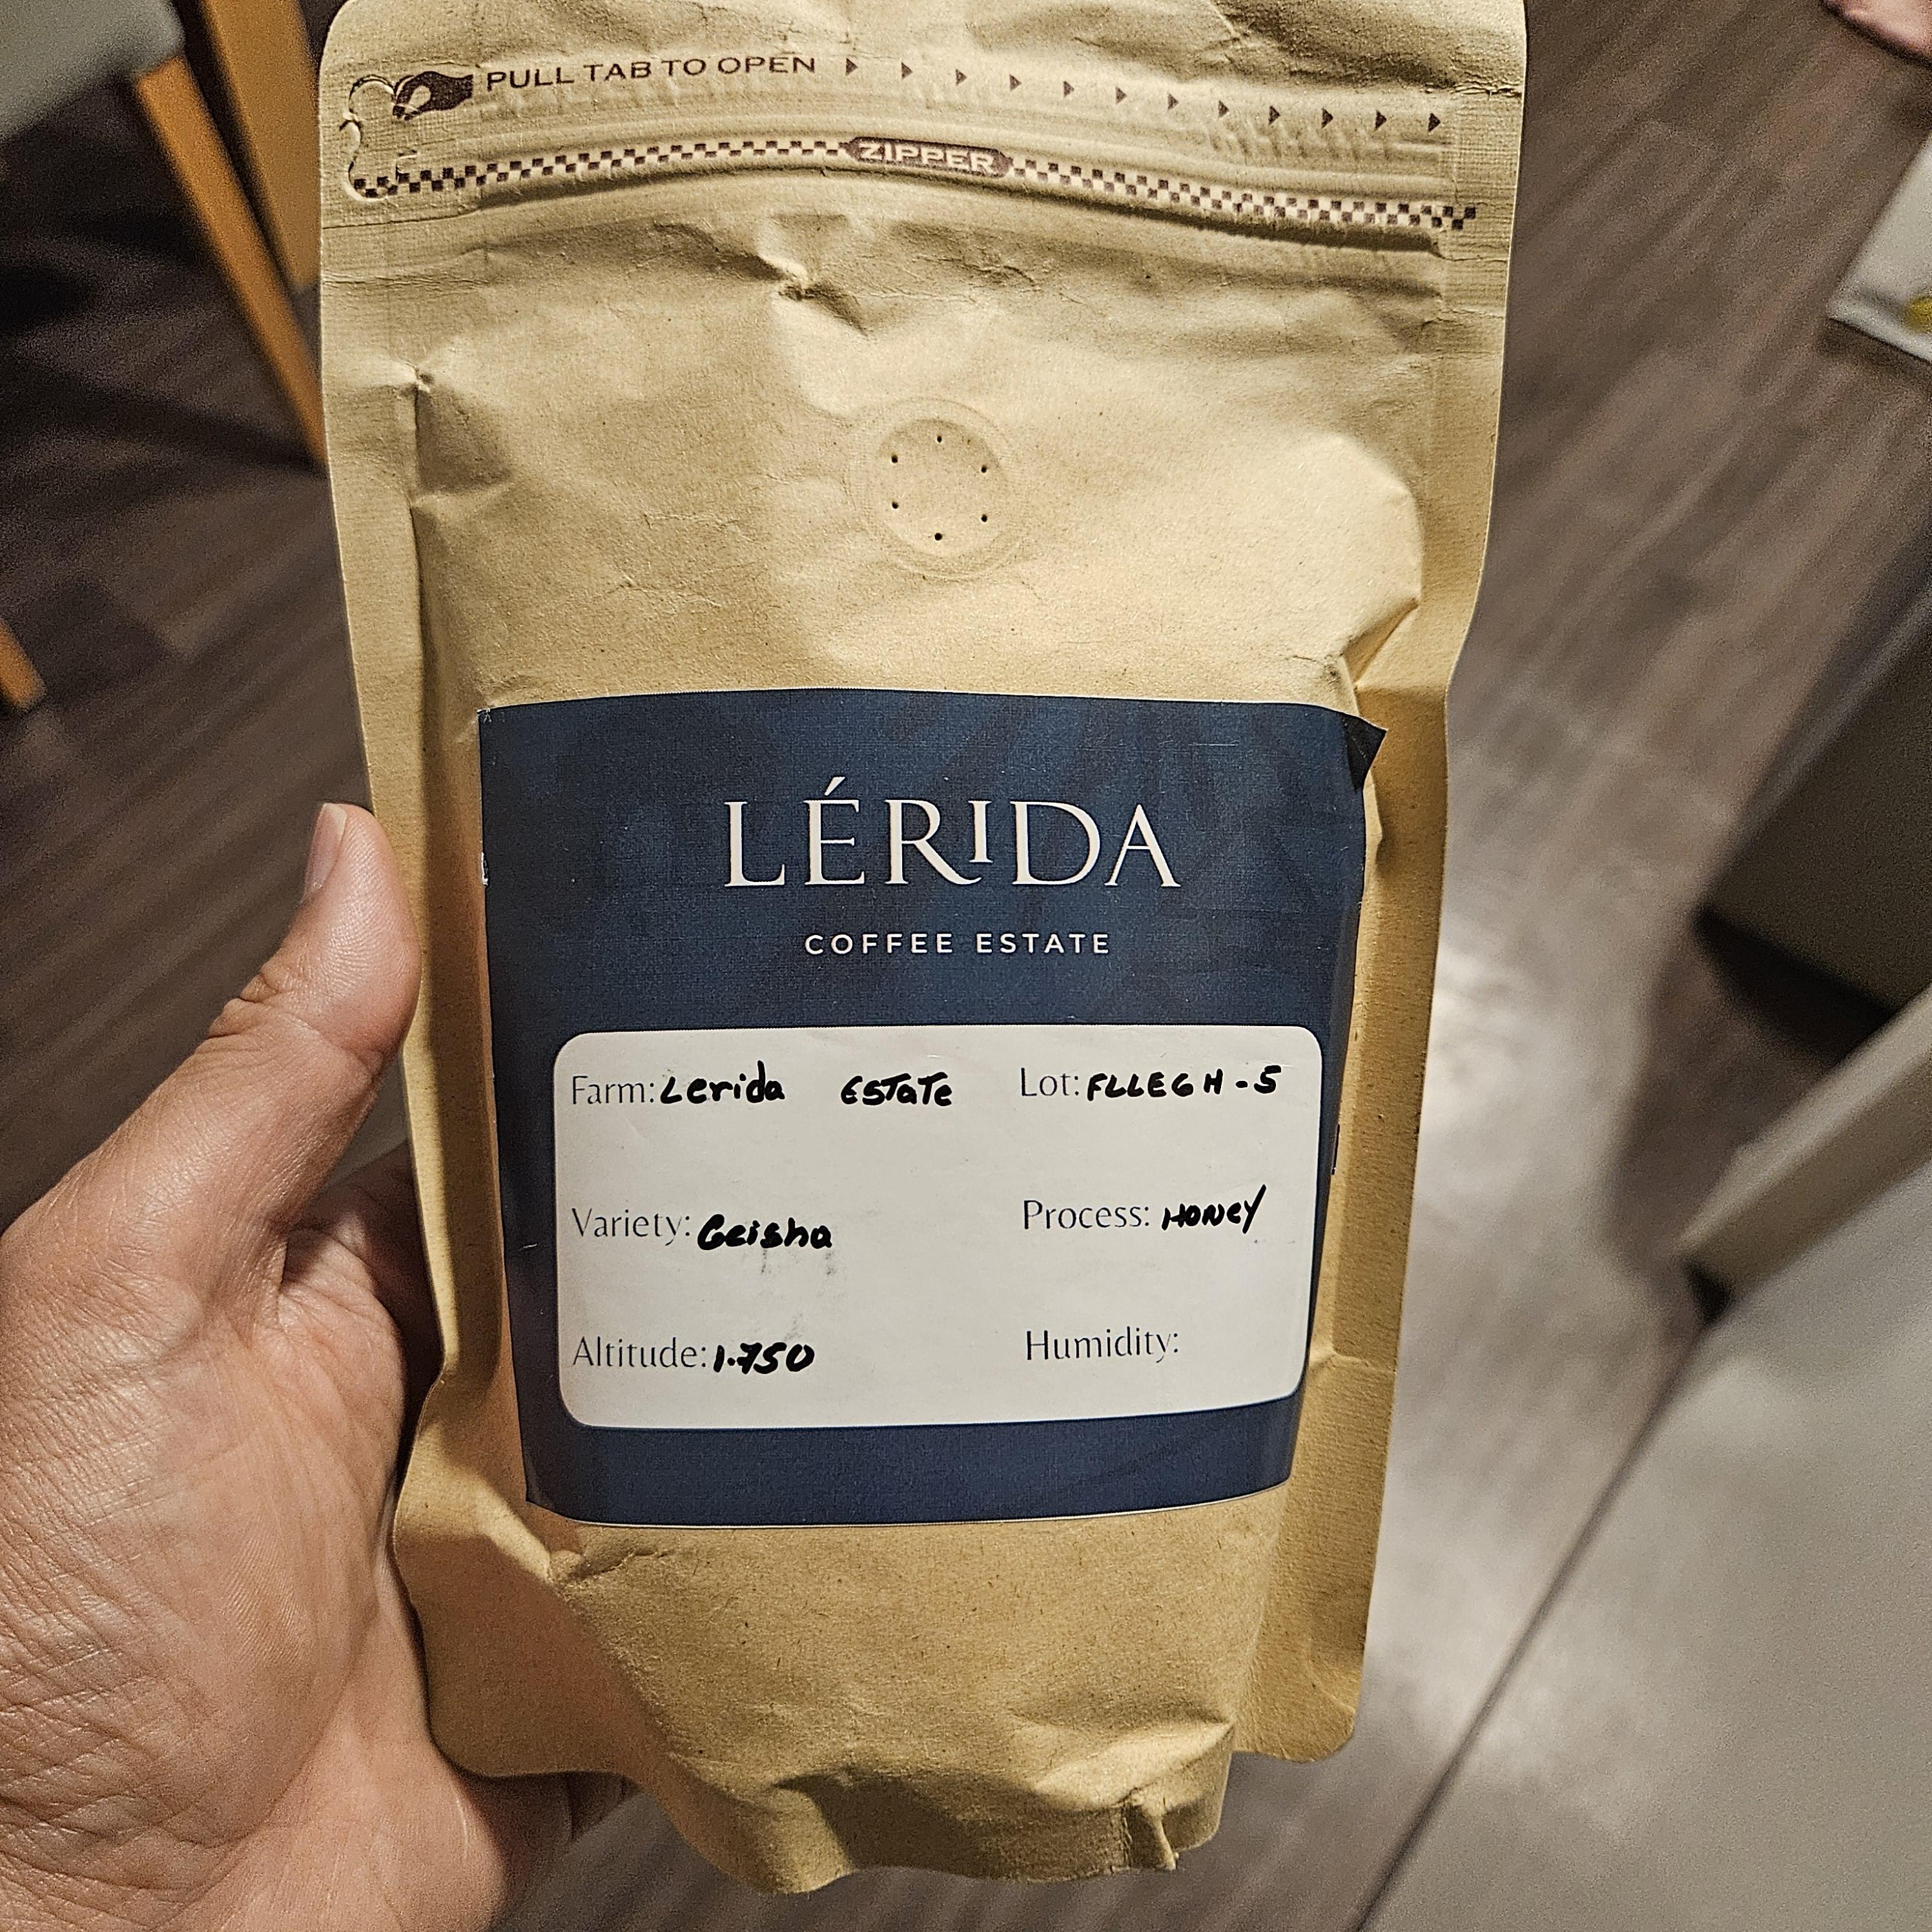 PULL TAB TO OPEN
ZIPPER
LÉRIDA
COFFEE ESTATE
Farm: Lerida ESTATE Lot: FLLEGH-5
Variety: Geisha Process: HONEY
Altitude: 1.750 Humidity: